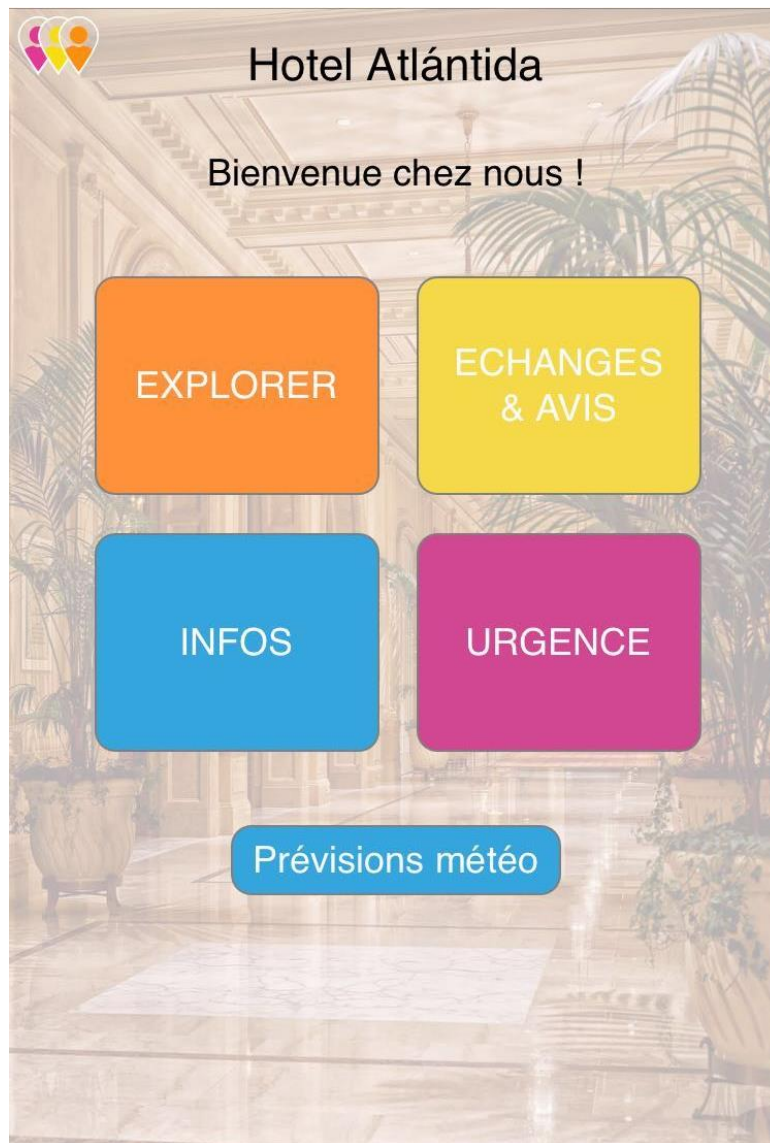 Hotel Atlántida
Bienvenue chez nous !
EXPLORER
ECHANGES
& AVIS
INFOS
URGENCE
Prévisions météo